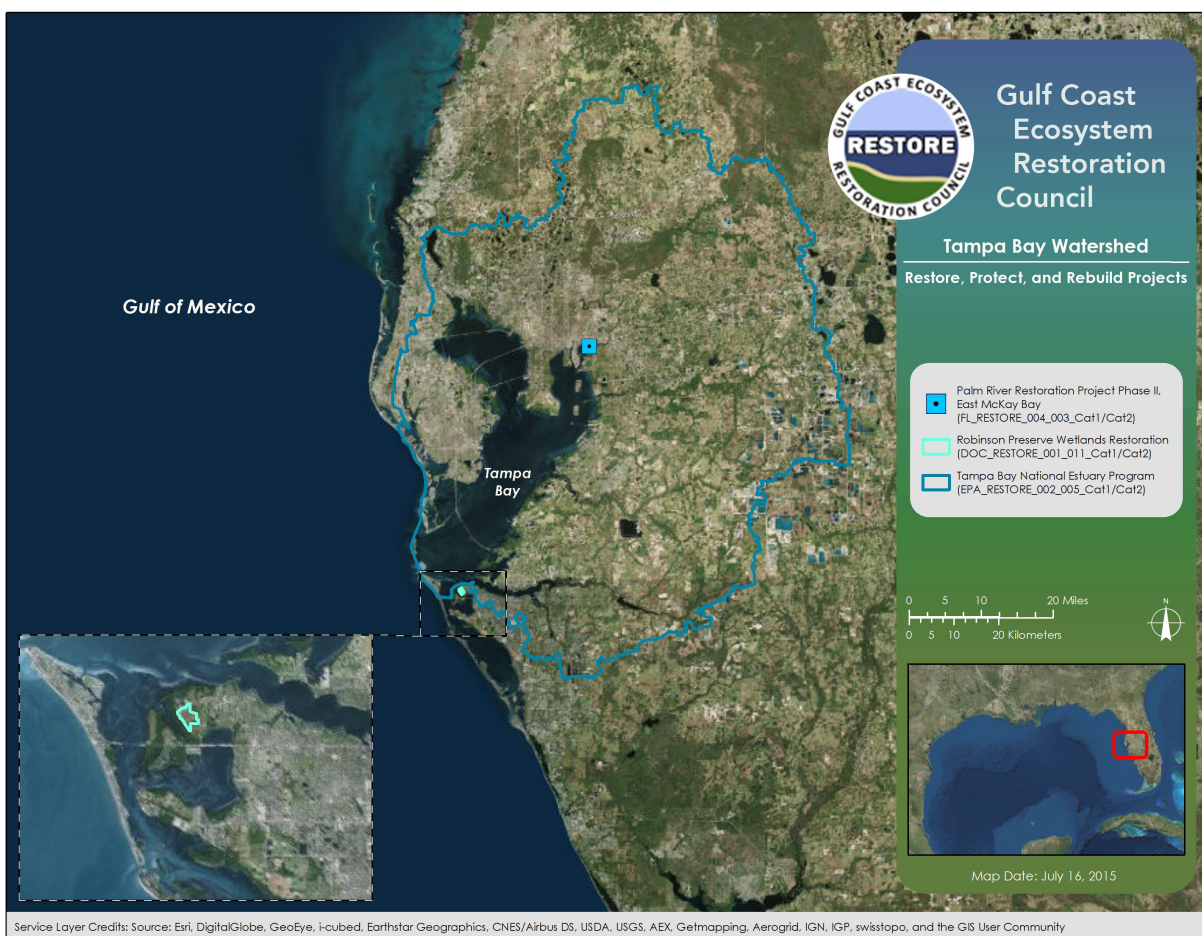 GULF COAST ECOSYSTEM
RESTORE
RESTORATION COUNCIL
Gulf Coast
Ecosystem
Restoration
Council
Tampa Bay Watershed
Restore, Protect, and Rebuild Projects
Gulf of Mexico
Tampa
Bay
Palm River Restoration Project Phase II,
East McKay Bay
(FL_RESTORE_004_003_Cat1/Cat2)
Robinson Preserve Wetlands Restoration
(DOC_RESTORE_001_011_Cat1/Cat2)
Tampa Bay National Estuary Program
(EPA_RESTORE_002_005_Cat1/Cat2)
0 5 10 20 Miles
0 5 10 20 Kilometers
N
Map Date: July 16, 2015
Service Layer Credits: Source: Esri, DigitalGlobe, GeoEye, i-cubed, Earthstar Geographics, CNES/Airbus DS, USDA, USGS, AEX, Getmapping, Aerogrid, IGN, IGP, swisstopo, and the GIS User Community